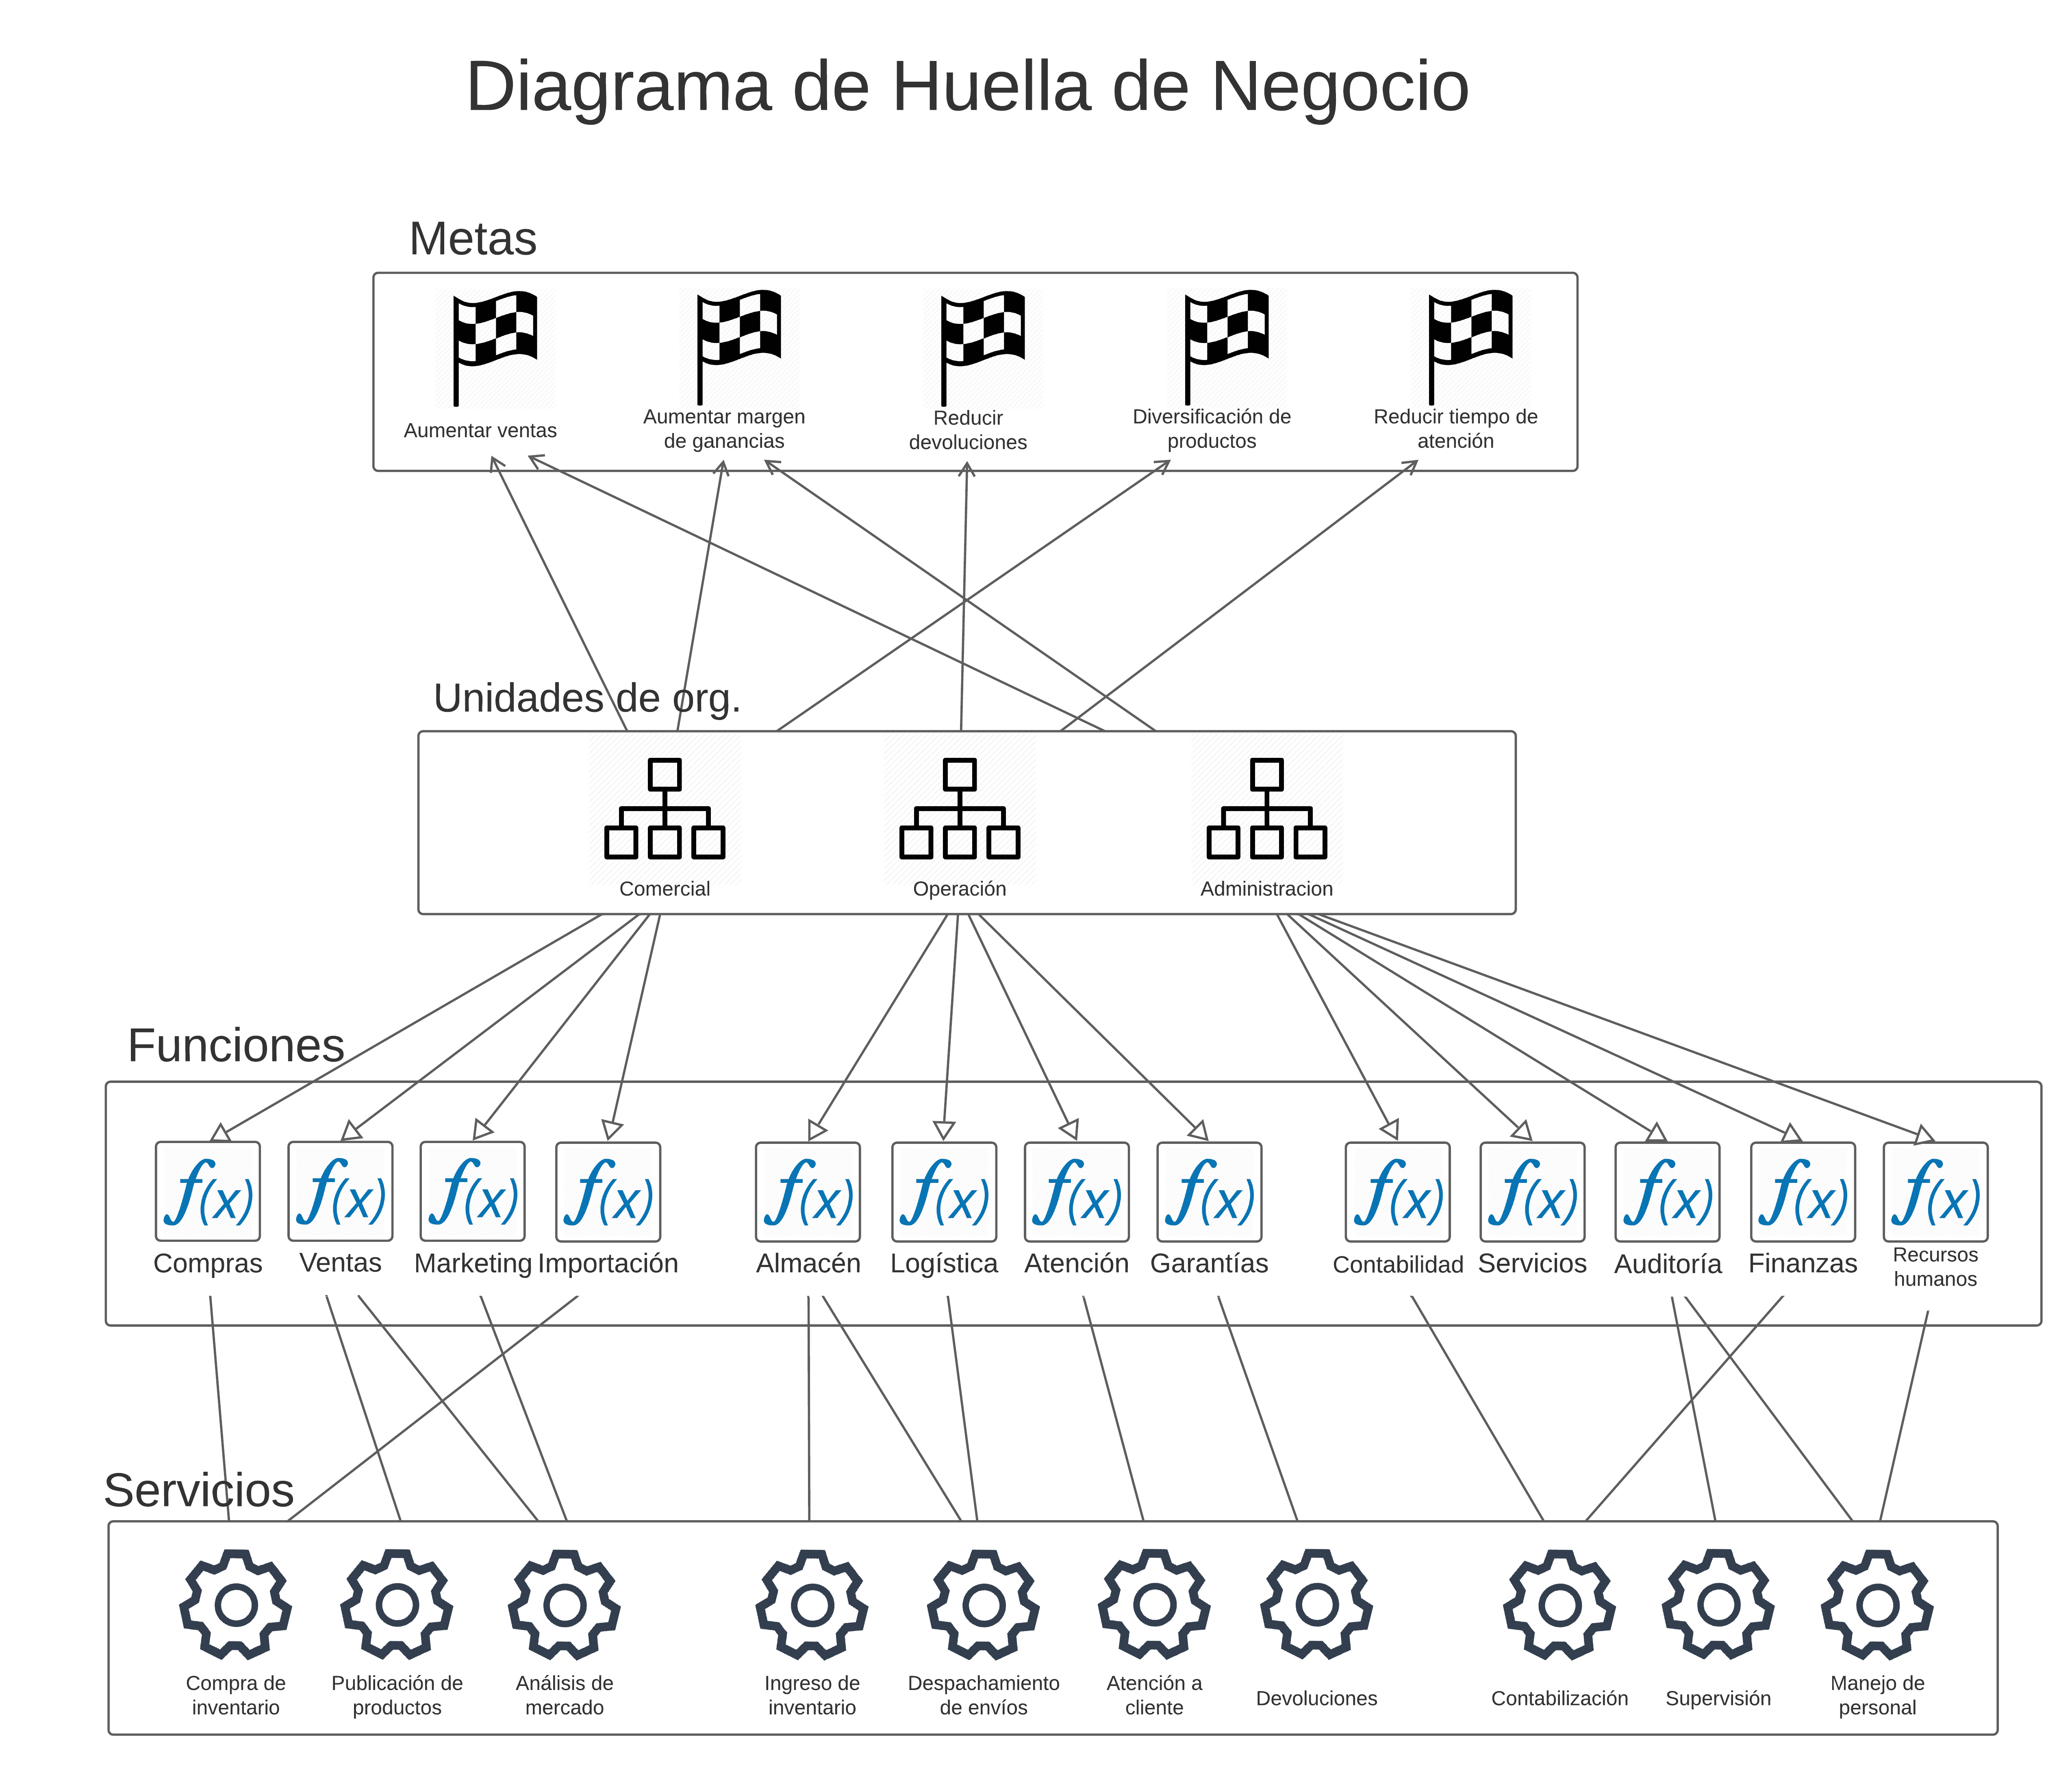 Diagrama de Huella de Negocio
Metas
Aumentar ventas
Aumentar margen
de ganancias
Reducir
devoluciones
Diversificación de
productos
Reducir tiempo de
atención
Unidades de org.
Comercial
Operación
Administracion
Funciones
f(x)
f(x)
f(x)
f(x)
f(x)
f(x)
f(x)
f(x)
f(x)
f(x)
f(x)
f(x)
f(x)
Compras
Ventas
Marketing
Importación
Almacén
Logística
Atención
Garantías
Contabilidad
Servicios
Auditoría
Finanzas
Recursos
humanos
Servicios
Compra de
inventario
Publicación de
productos
Análisis de
mercado
Ingreso de
inventario
Despachamiento
de envíos
Atención a
cliente
Devoluciones
Contabilización
Supervisión
Manejo de
personal